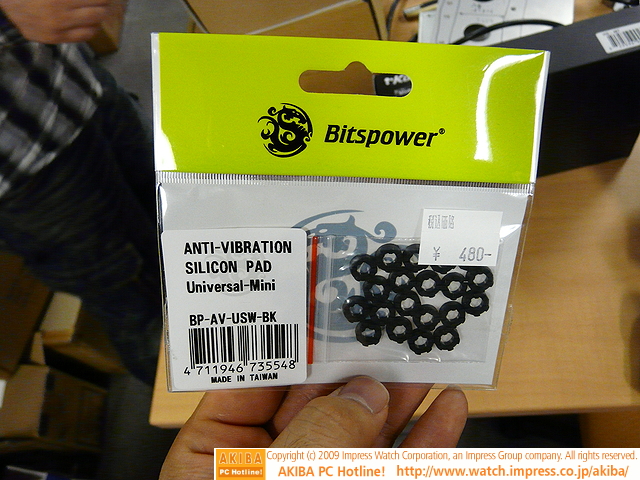 Bitspower®
¥ 480-
ANTI-VIBRATION
SILICON PAD
Universal-Mini
BP-AV-USW-BK
4 711946 735548
MADE IN TAIWAN
AKIBA
PC Hotline!
Copyright (c) 2009 Impress Watch Corporation, an Impress Group company. All rights reserved.
AKIBA PC Hotline! http://www.watch.impress.co.jp/akiba/